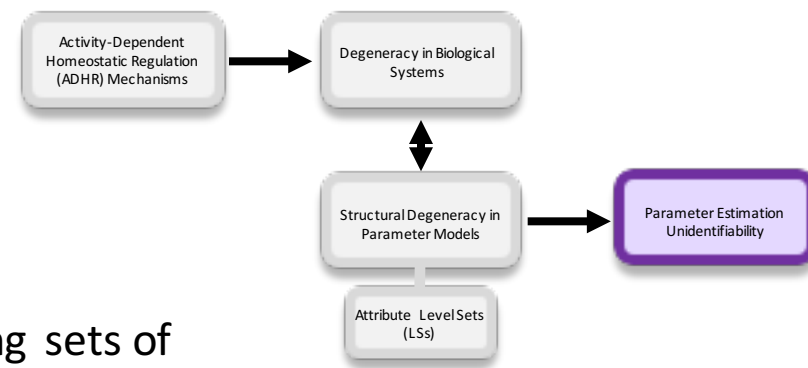 Activity-Dependent
Homeostatic Regulation
(ADHR) Mechanisms
Degeneracy in Biological
Systems
Structural Degeneracy in
Parameter Models
Parameter Estimation
Unidentifiability
Attribute Level Sets
(LSs)
g sets of